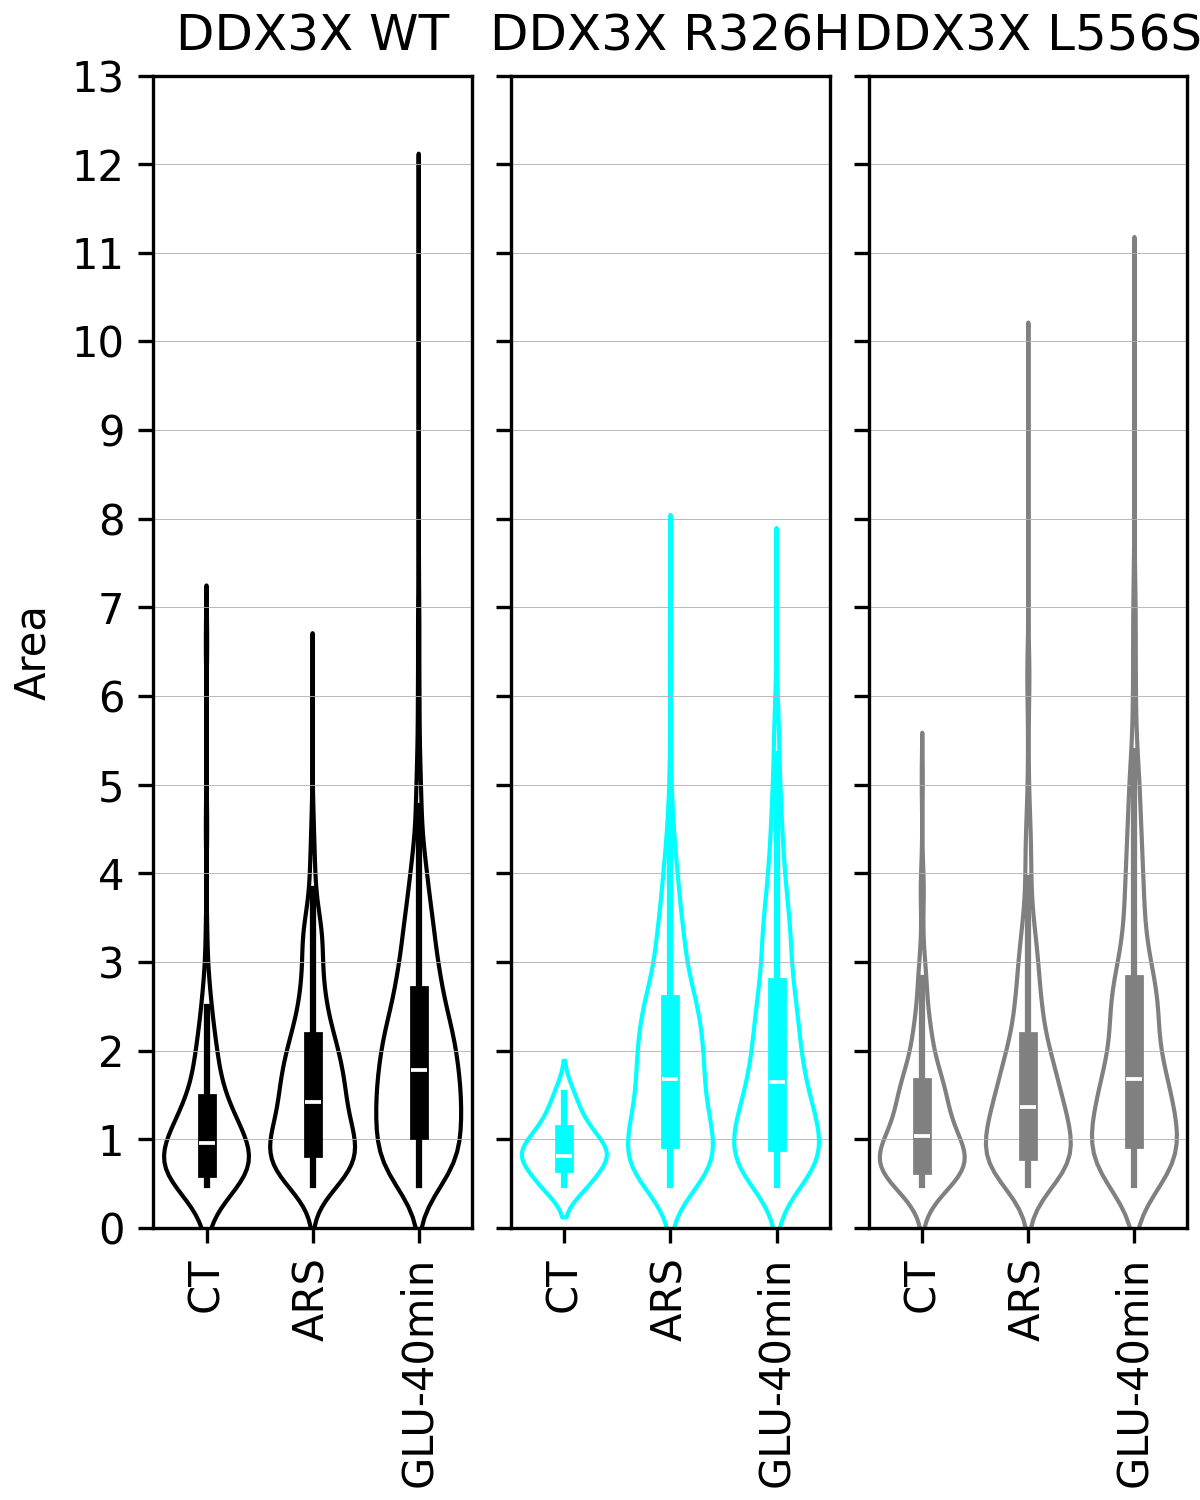 DDX3X WT
DDX3X R326H
DDX3X L556S
Area
13
12
11
10
9
8
7
6
5
4
3
2
1
0
CT
ARS
GLU-40min
CT
ARS
GLU-40min
CT
ARS
GLU-40min